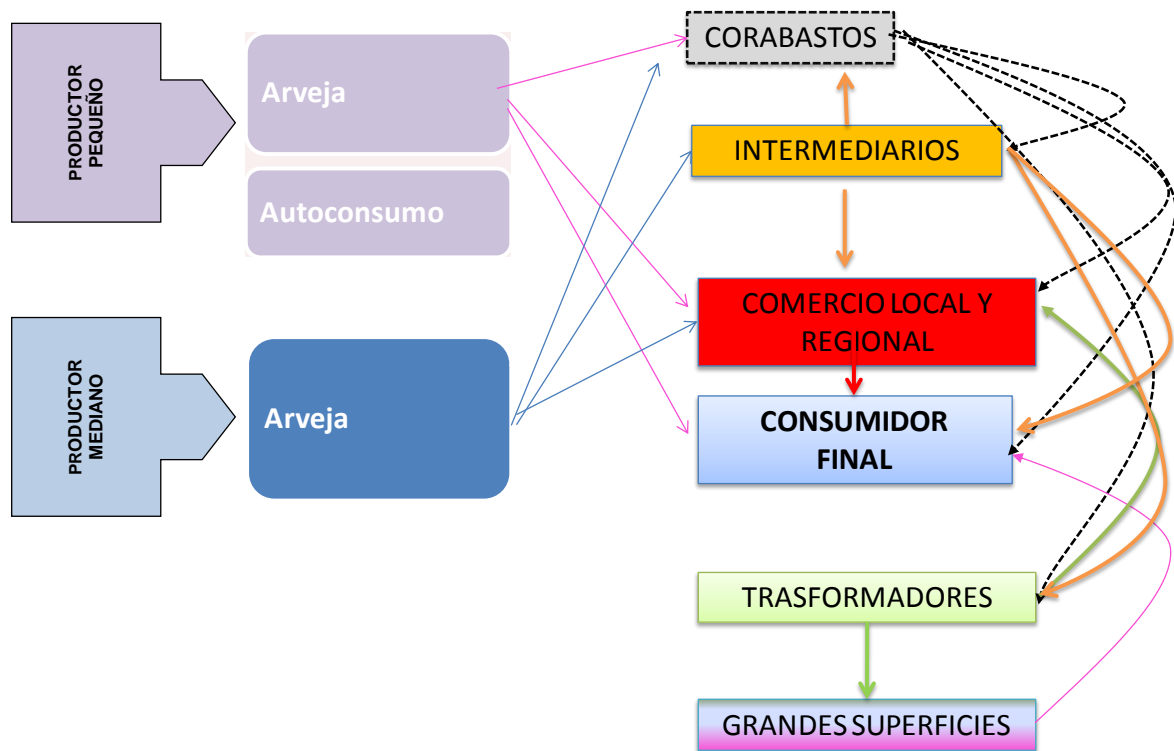 PRODUCTOR
PEQUEÑO
Arveja
Autoconsumo
PRODUCTOR
MEDIANO
Arveja
CORABASTOS
INTERMEDIARIOS
COMERCIO LOCAL Y
REGIONAL
CONSUMIDOR
FINAL
TRASFORMADORES
GRANDES SUPERFICIES